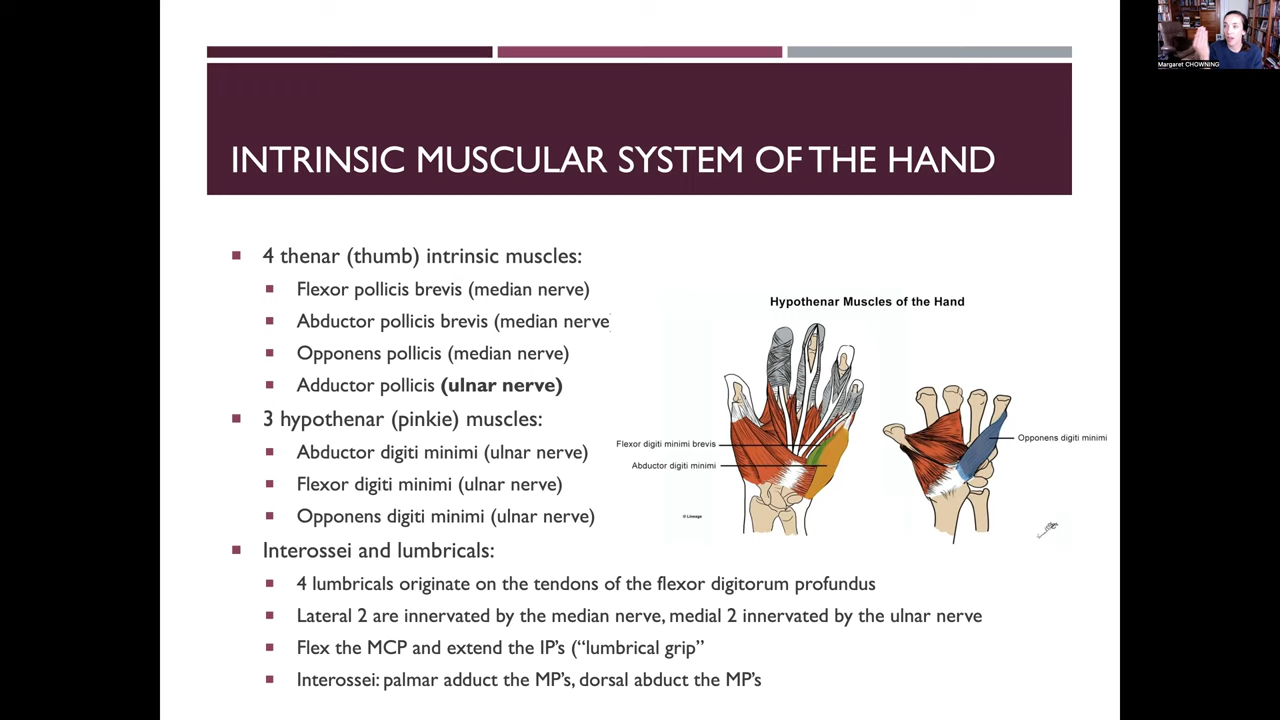 Margaret CHOWNING
INTRINSIC MUSCULAR SYSTEM OF THE HAND
4 thenar (thumb) intrinsic muscles:
Flexor pollicis brevis (median nerve)
Abductor pollicis brevis (median nerve
Opponens pollicis (median nerve)
Adductor pollicis (ulnar nerve)
3 hypothenar (pinkie) muscles:
Abductor digiti minimi (ulnar nerve)
Flexor digiti minimi (ulnar nerve)
Opponens digiti minimi (ulnar nerve)
Interossei and lumbricals:
4 lumbricals originate on the tendons of the flexor digitorum profundus
Lateral 2 are innervated by the median nerve, medial 2 innervated by the ulnar nerve
Flex the MCP and extend the IP's (“lumbrical grip”
Interossei: palmar adduct the MP's, dorsal abduct the MP's
Hypothenar Muscles of the Hand
Flexor digiti minimi brevis
Abductor digiti minimi
Opponens digiti minimi
© Lineage